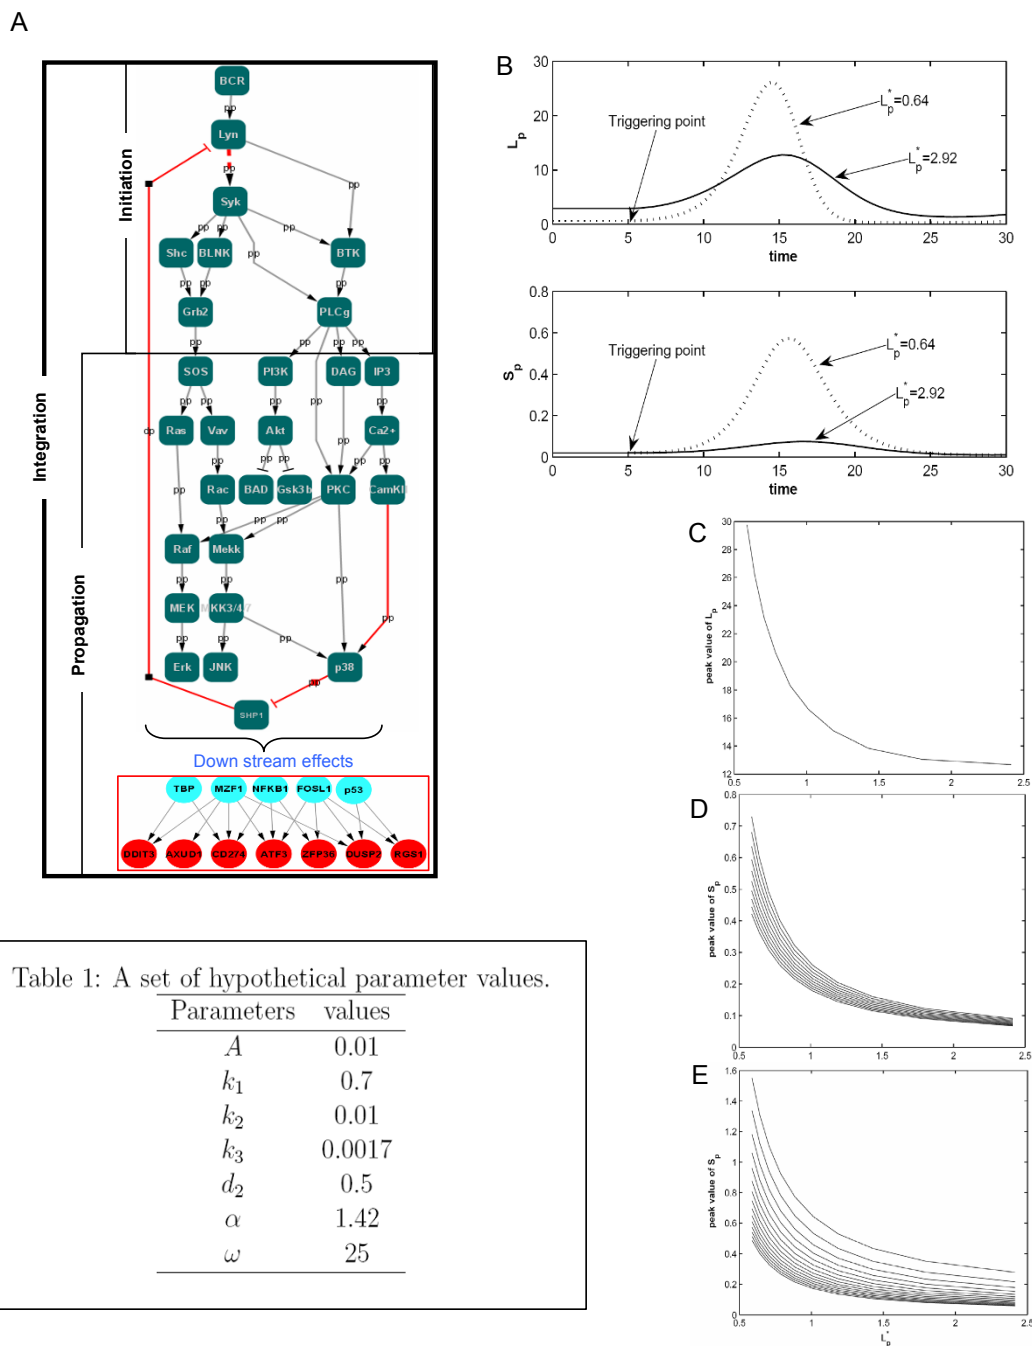 A
Initiation
Integration
Propagation
BCR
pp
Lyn
pp
pp
Syk
pp pp
pp
pp
Shc BLNK BTK
pp pp
pp
Grb2 PLCg
pp
pp pp pp
SOS PI3K DAG IP3
pp pp
pp
pp
pp
dp
Ras Vav Akt Ca2+
pp
pp
pp pp
pp pp
pp
Rac BAD Gsk3b PKC CamKII
pp
pp pp
Raf Mekk
pp pp
pp
MEK MKK3/4/7
pp
pp pp
pp
Erk JNK p38
pp
SHP1
Down stream effects
TBP MZF1 NFKB1 FOSL1 p53
DDIT3 AXUD1 CD274 ATF3 ZFP36 DUSP2 RGS1
B
30
20
10
0
L_p
Triggering point
L_p^*=0.64
L_p^*=2.92
0 5 10 15 20 25 30
time
0.8
0.6
0.4
0.2
0
S_p
Triggering point
L_p^*=0.64
L_p^*=2.92
0 5 10 15 20 25 30
time
C
30
28
26
24
22
20
18
16
14
12
peak value of L_p
0.5 1 1.5 2 2.5
D
0.8
0.7
0.6
0.5
0.4
0.3
0.2
0.1
0
peak value of S_p
0.5 1 1.5 2 2.5
E
1.6
1.4
1.2
1
0.8
0.6
0.4
0.2
0
peak value of S_p
0.5 1 1.5 2 2.5
L_p^*
Table 1: A set of hypothetical parameter values.
Parameters values
A 0.01
k₁ 0.7
k₂ 0.01
k₃ 0.0017
d₂ 0.5
α 1.42
ω 25